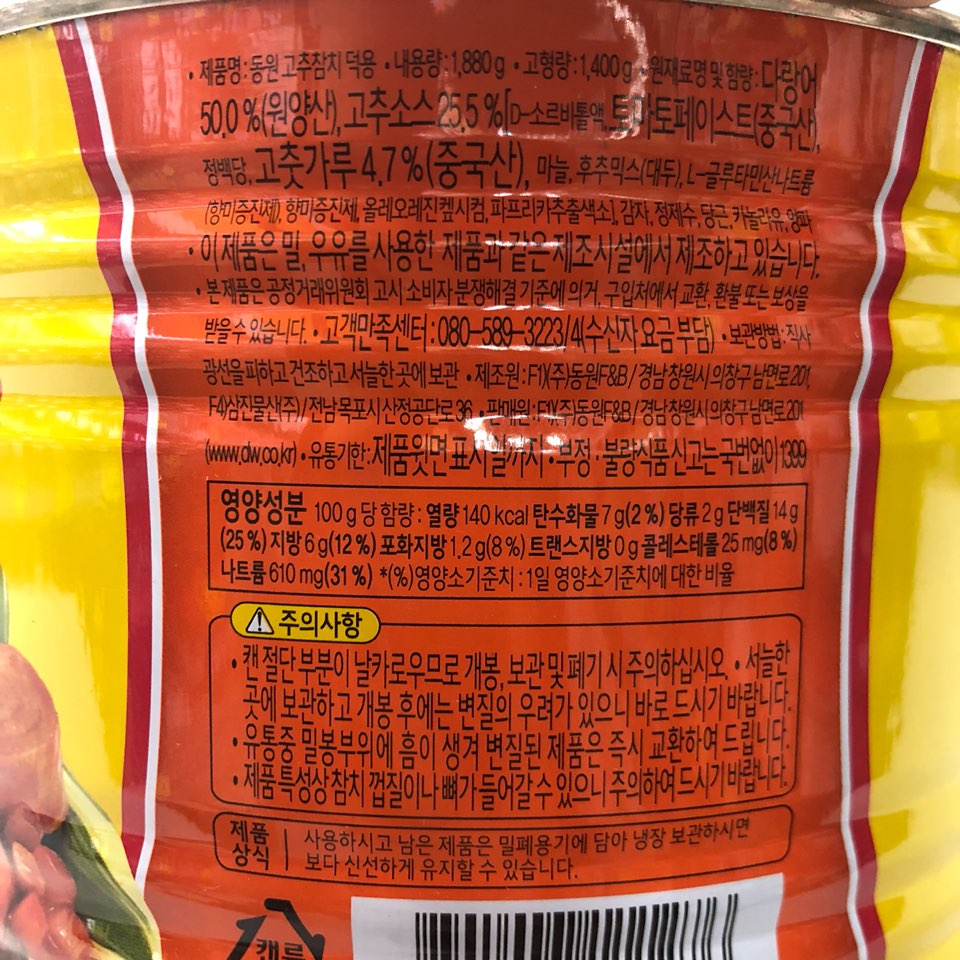 • 제품명 : 동원 고추참치 덕용 • 내용량 : 1,880 g • 고형량 : 1,400 g • 원재료명 및 함량 : 다랑어
50.0 %(원양산), 고추소스 25.5 %[D-소르비톨액, 토마토페이스트(중국산),
정백당, 고춧가루 4.7%(중국산), 마늘, 후추믹스(대두), L-글루타민산나트륨
(향미증진제), 향미증진제, 올레오레진캪시컴, 파프리카추출색소], 감자, 정제수, 당근, 카놀라유, 양파
• 이 제품은 밀, 우유를 사용한 제품과 같은 제조시설에서 제조하고 있습니다.
• 본 제품은 공정거래위원회 고시 소비자 분쟁해결 기준에 의거, 구입처에서 교환, 환불 또는 보상을
받을 수 있습니다. • 고객만족센터 : 080-589-3223/4(수신자 요금 부담) • 보관방법 : 직사
광선을 피하고 건조하고 서늘한 곳에 보관 • 제조원 : F1)(주)동원F&B / 경남 창원시 의창구 남면로 201,
F4)삼진물산(주) / 전남 목포시 산정공단로 36 • 판매원 : F1)(주)동원F&B / 경남 창원시 의창구 남면로 201
(www.dw.co.kr) • 유통기한 : 제품 윗면 표시일까지 • 부정 · 불량식품 신고는 국번없이 1399
영양성분 100 g 당 함량 : 열량 140 kcal 탄수화물 7 g(2 %) 당류 2 g 단백질 14 g
(25 %) 지방 6 g(12 %) 포화지방 1.2 g(8 %) 트랜스지방 0 g 콜레스테롤 25 mg(8 %)
나트륨 610 mg(31 %) *(%)영양소기준치 : 1일 영양소기준치에 대한 비율
주의사항
• 캔 절단 부분이 날카로우므로 개봉, 보관 및 폐기 시 주의하십시오. • 서늘한
곳에 보관하고 개봉 후에는 변질의 우려가 있으니 바로 드시기 바랍니다.
• 유통중 밀봉부위에 흠이 생겨 변질된 제품은 즉시 교환하여 드립니다.
• 제품 특성상 참치 껍질이나 뼈가 들어갈 수 있으니 주의하여 드시기 바랍니다.
제품 상식 사용하시고 남은 제품은 밀폐용기에 담아 냉장 보관하시면
보다 신선하게 유지할 수 있습니다.
캔류